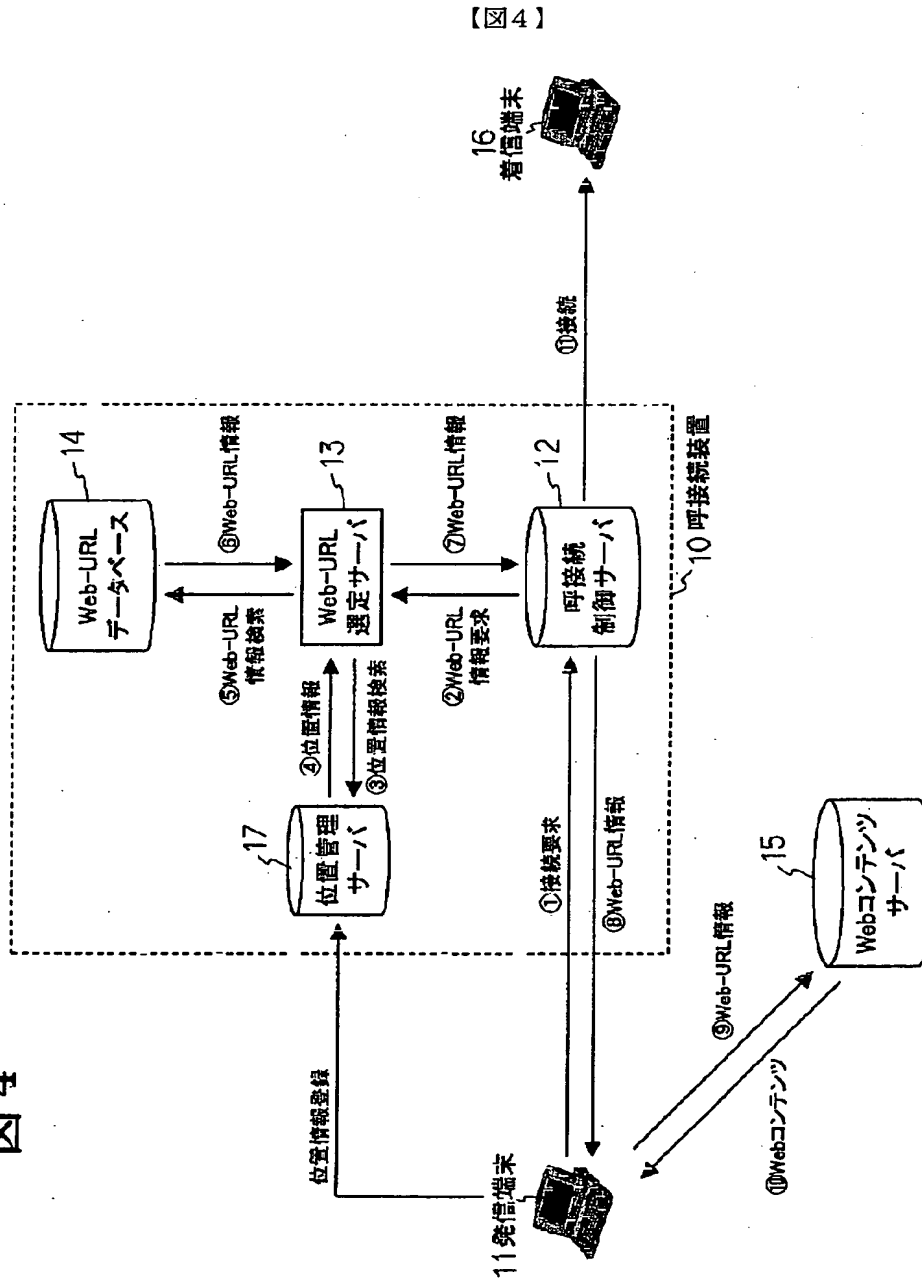 【図4】
図4
14
Web-URL
データベース
⑤Web-URL
情報検索
⑥Web-URL情報
13
Web-URL
選定サーバ
17
位置管理
サーバ
④位置情報
③位置情報検索
②Web-URL
情報要求
⑦Web-URL情報
12
呼接続
制御サーバ
10 呼接続装置
位置情報登録
①接続要求
⑧Web-URL情報
⑪接続
16
着信端末
11発信端末
⑨Web-URL情報
⑩Webコンテンツ
15
Webコンテンツ
サーバ